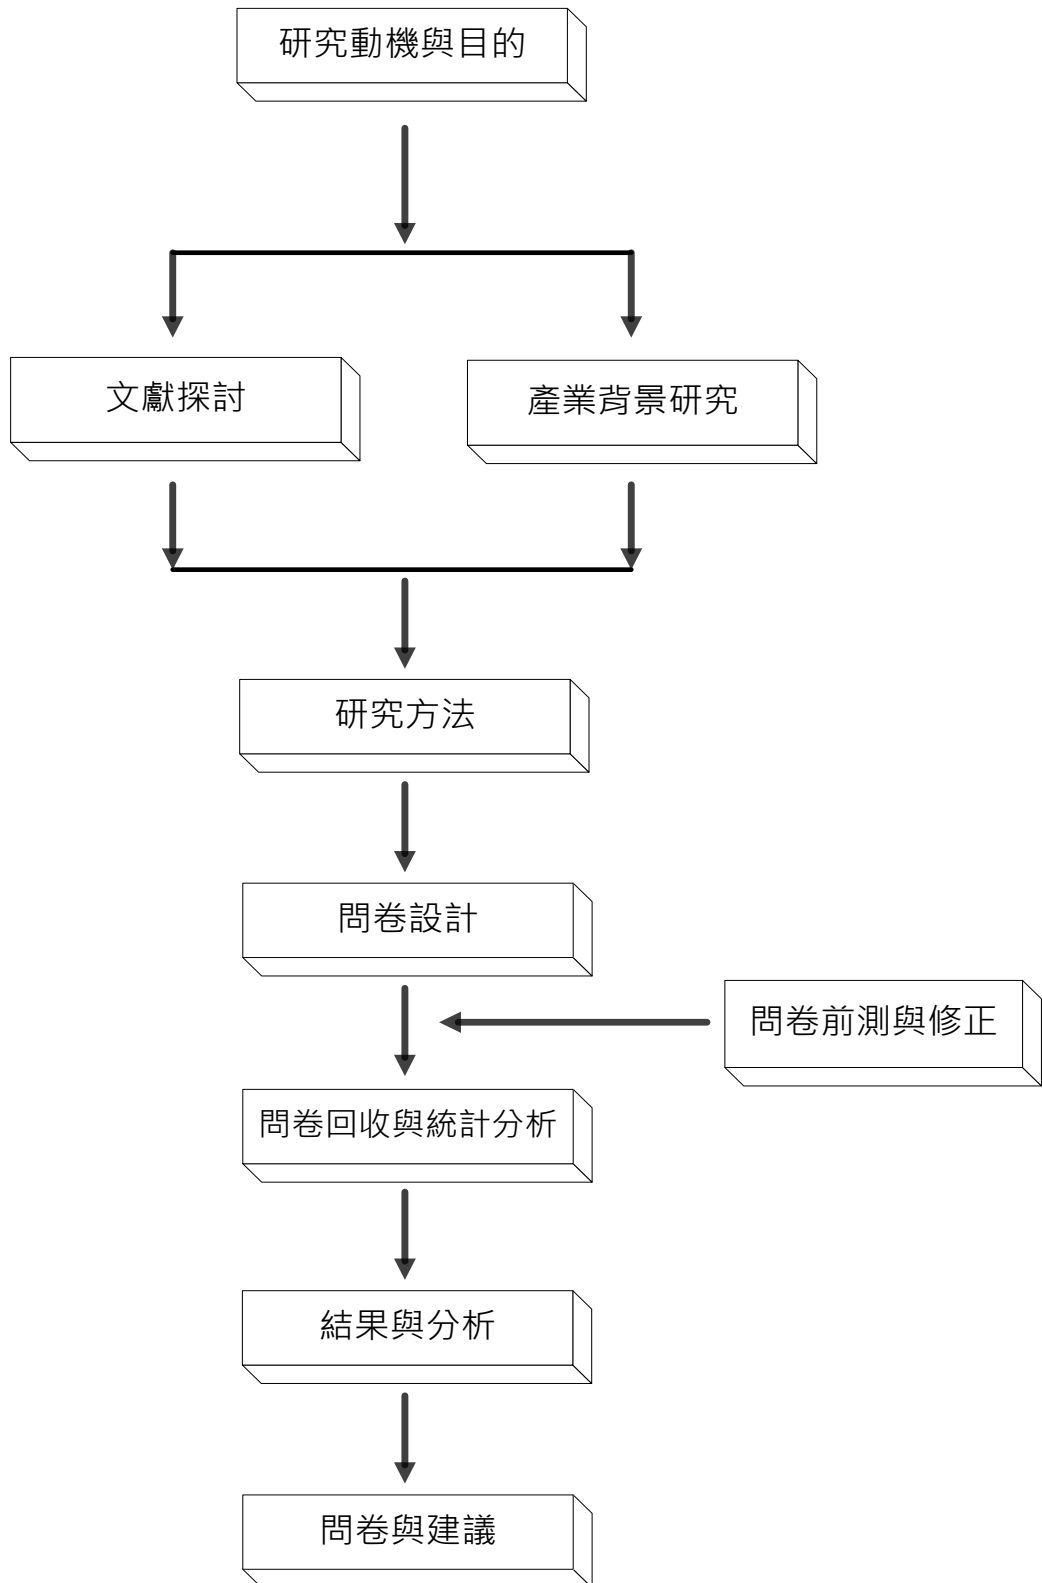 研究動機與目的
文獻探討
產業背景研究
研究方法
問卷設計
問卷前測與修正
問卷回收與統計分析
結果與分析
問卷與建議